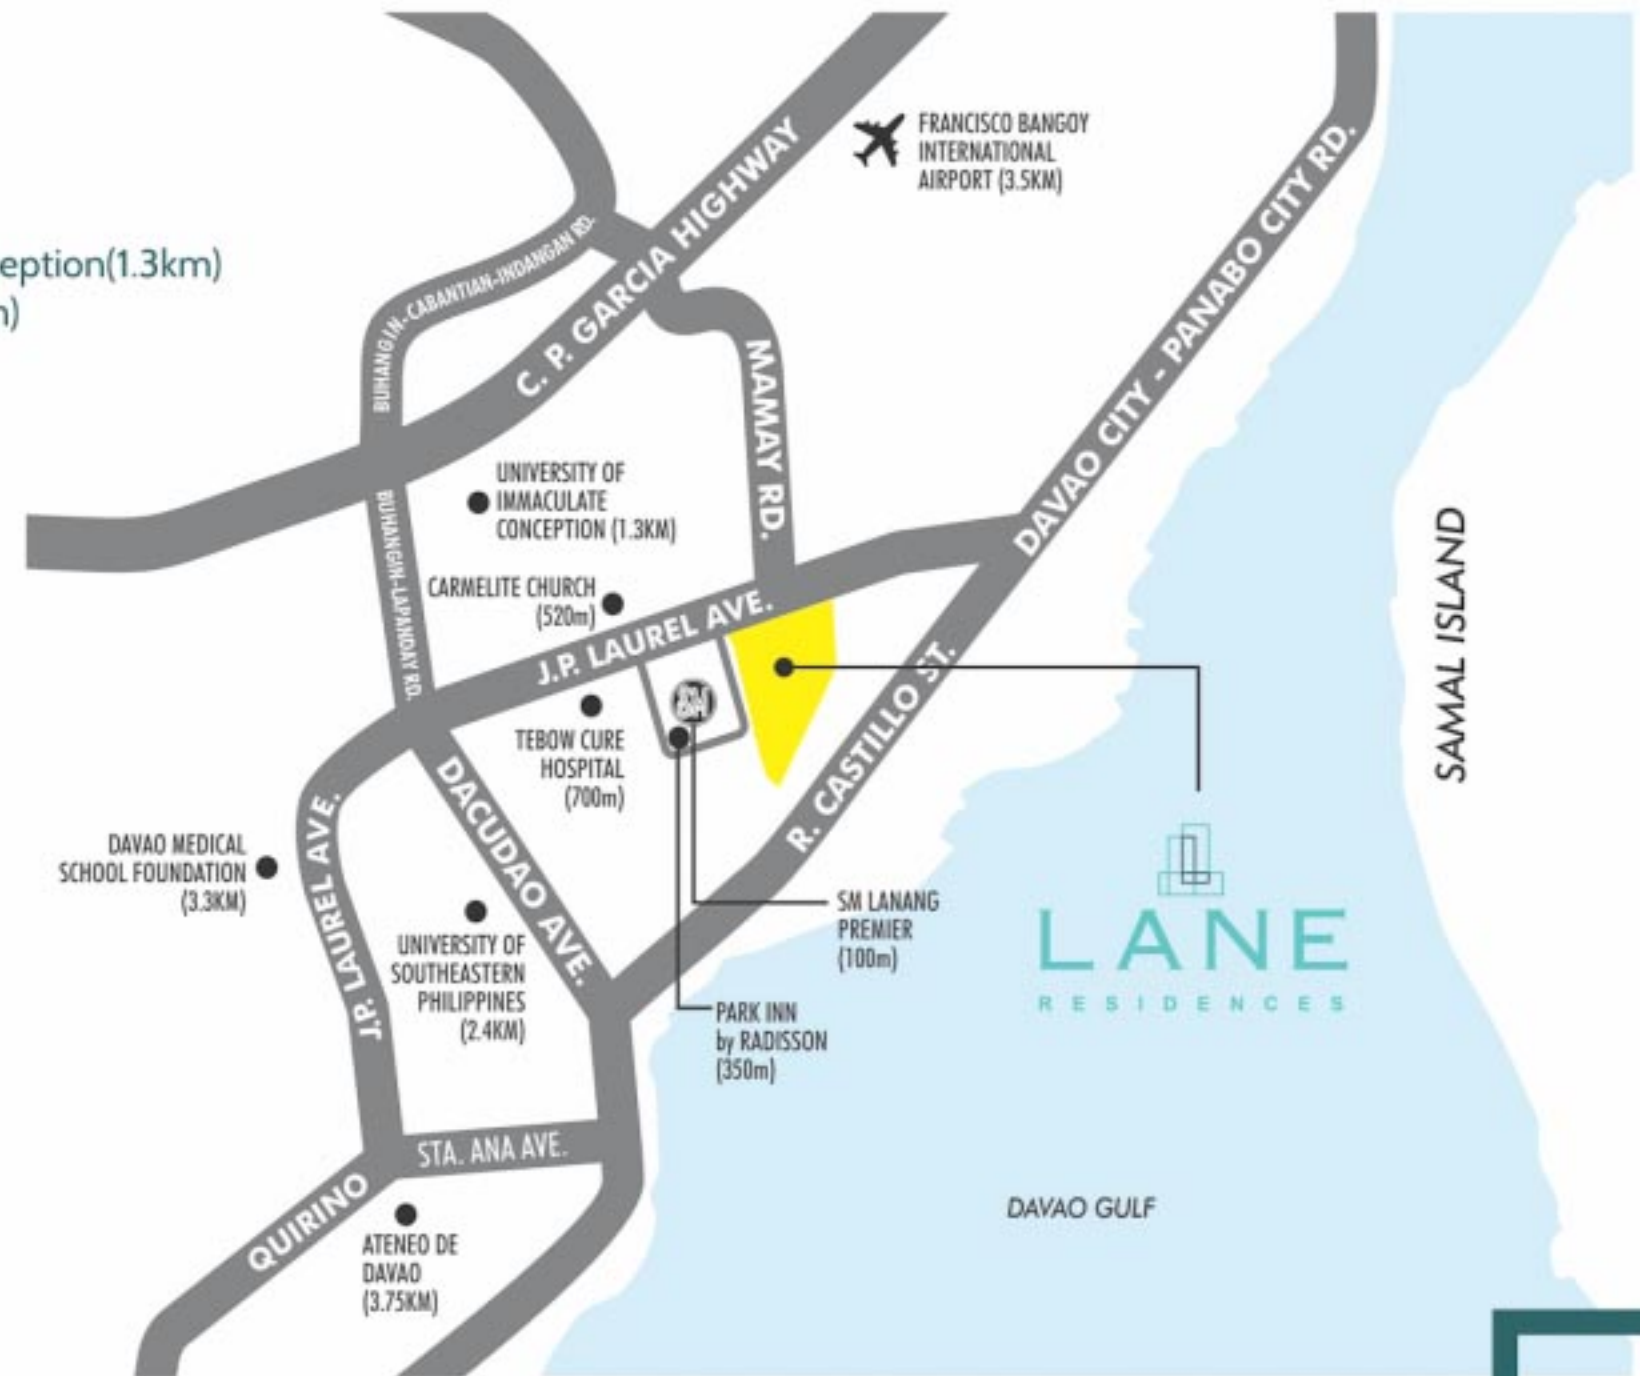 FRANCISCO BANGOY
INTERNATIONAL
AIRPORT (3.5KM)
C. P. GARCIA HIGHWAY
DAVAO CITY - PANABO CITY RD.
eption(1.3km)
)
BUHANGIN-CABANTIAN-INDANGAN RD.
MAMAY RD.
UNIVERSITY OF
IMMACULATE
CONCEPTION (1.3KM)
BUHANGIN-LAPANDAY RD.
CARMELITE CHURCH
(520m)
J.P. LAUREL AVE.
SM
TEBOW CURE
HOSPITAL
(700m)
R. CASTILLO ST.
SAMAL ISLAND
DACUDAO AVE.
J.P. LAUREL AVE.
DAVAO MEDICAL
SCHOOL FOUNDATION
(3.3KM)
UNIVERSITY OF
SOUTHEASTERN
PHILIPPINES
(2.4KM)
SM LANANG
PREMIER
(100m)
PARK INN
by RADISSON
(350m)
LANE
RESIDENCES
STA. ANA AVE.
QUIRINO
ATENEO DE
DAVAO
(3.75KM)
DAVAO GULF